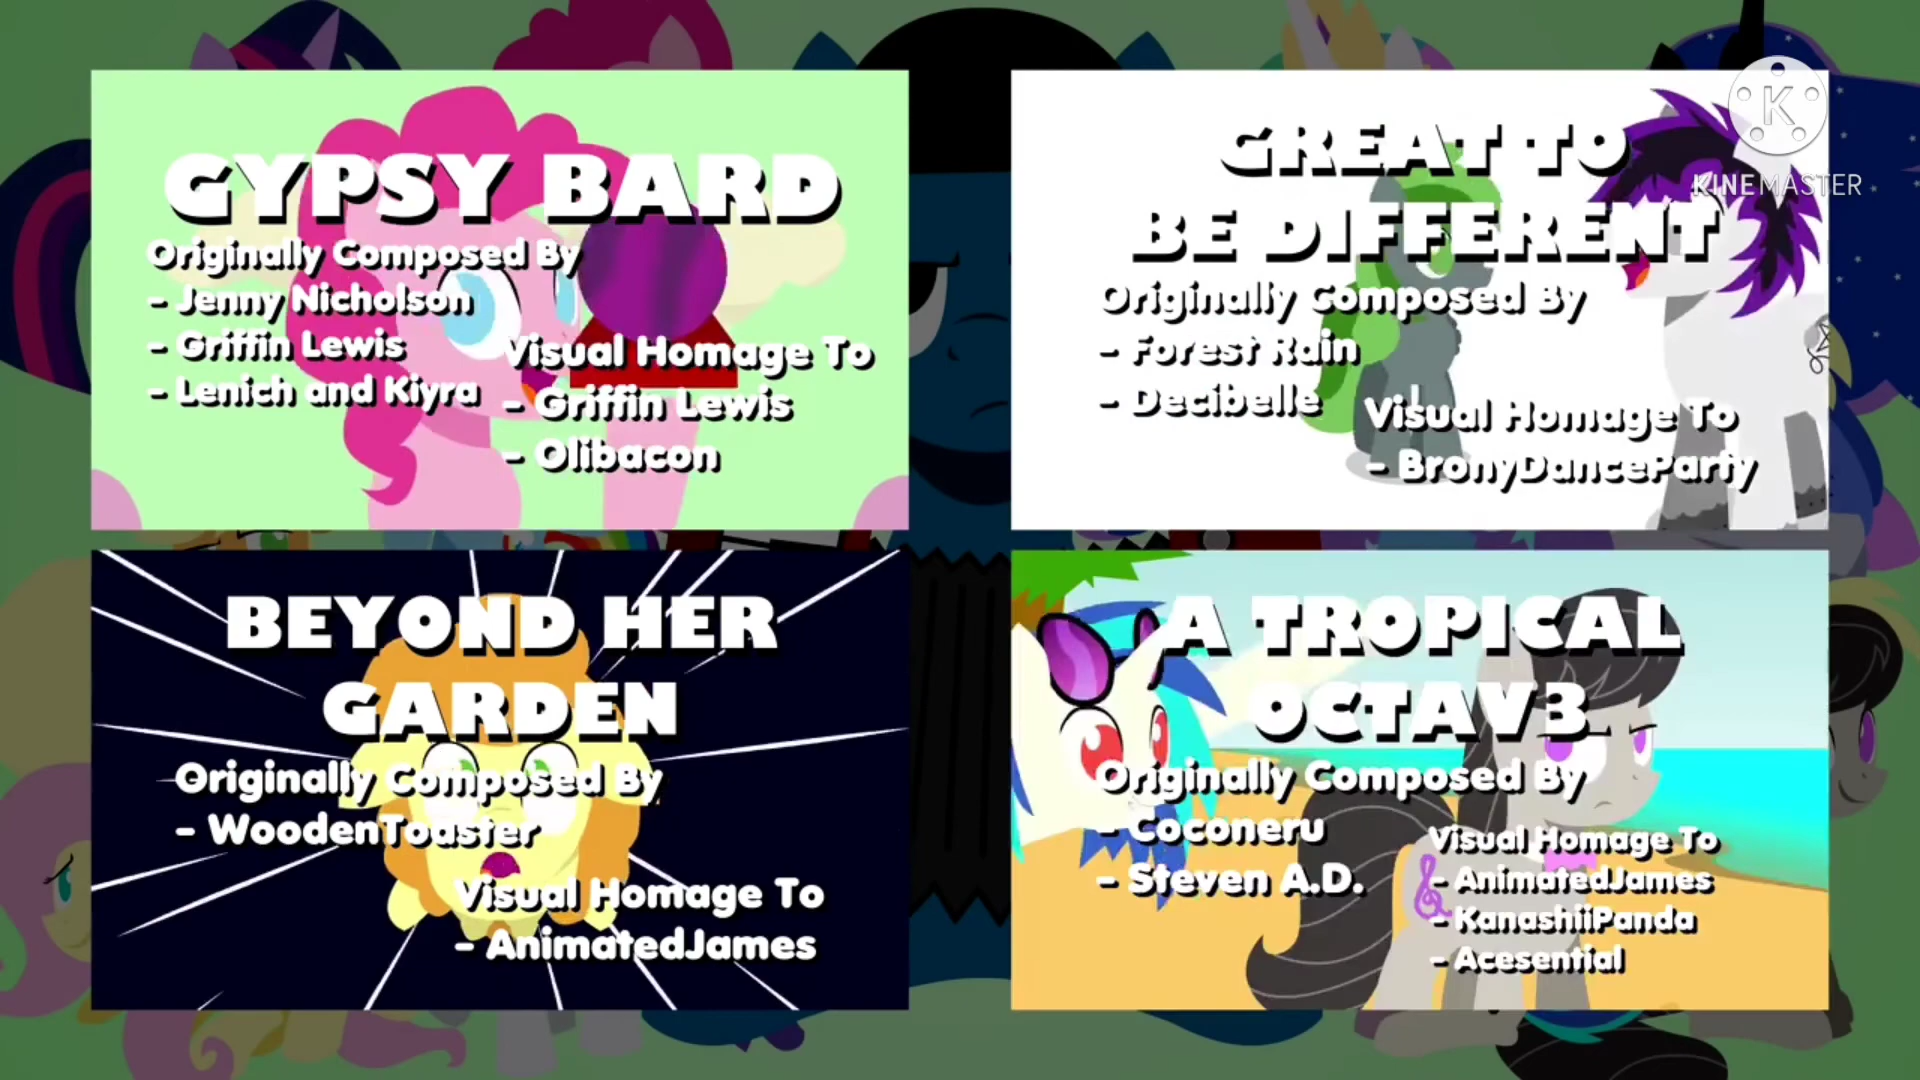 GYPSY BARD
Originally Composed By
- Jenny Nicholson
- Griffin Lewis
- Lenich and Kiyra
Visual Homage To
- Griffin Lewis
- Olibacon
GREAT TO
BE DIFFERENT
Originally Composed By
- Forest Rain
- Decibelle
Visual Homage To
- BronyDanceParty
K
KINEMASTER
BEYOND HER
GARDEN
Originally Composed By
- WoodenToaster
Visual Homage To
- AnimatedJames
A TROPICAL
OCTAV3
Originally Composed By
- Coconeru
- Steven A.D.
Visual Homage To
- AnimatedJames
- KanashiiPanda
- Acesential